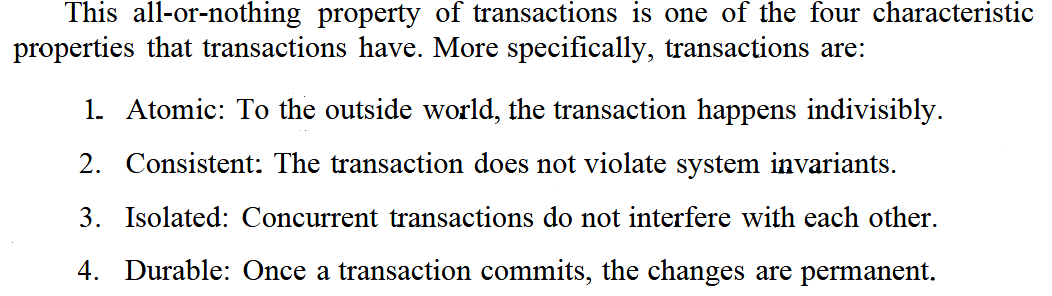 This all-or-nothing property of transactions is one of the four characteristic
properties that transactions have. More specifically, transactions are:
1. Atomic: To the outside world, the transaction happens indivisibly.
2. Consistent: The transaction does not violate system invariants.
3. Isolated: Concurrent transactions do not interfere with each other.
4. Durable: Once a transaction commits, the changes are permanent.